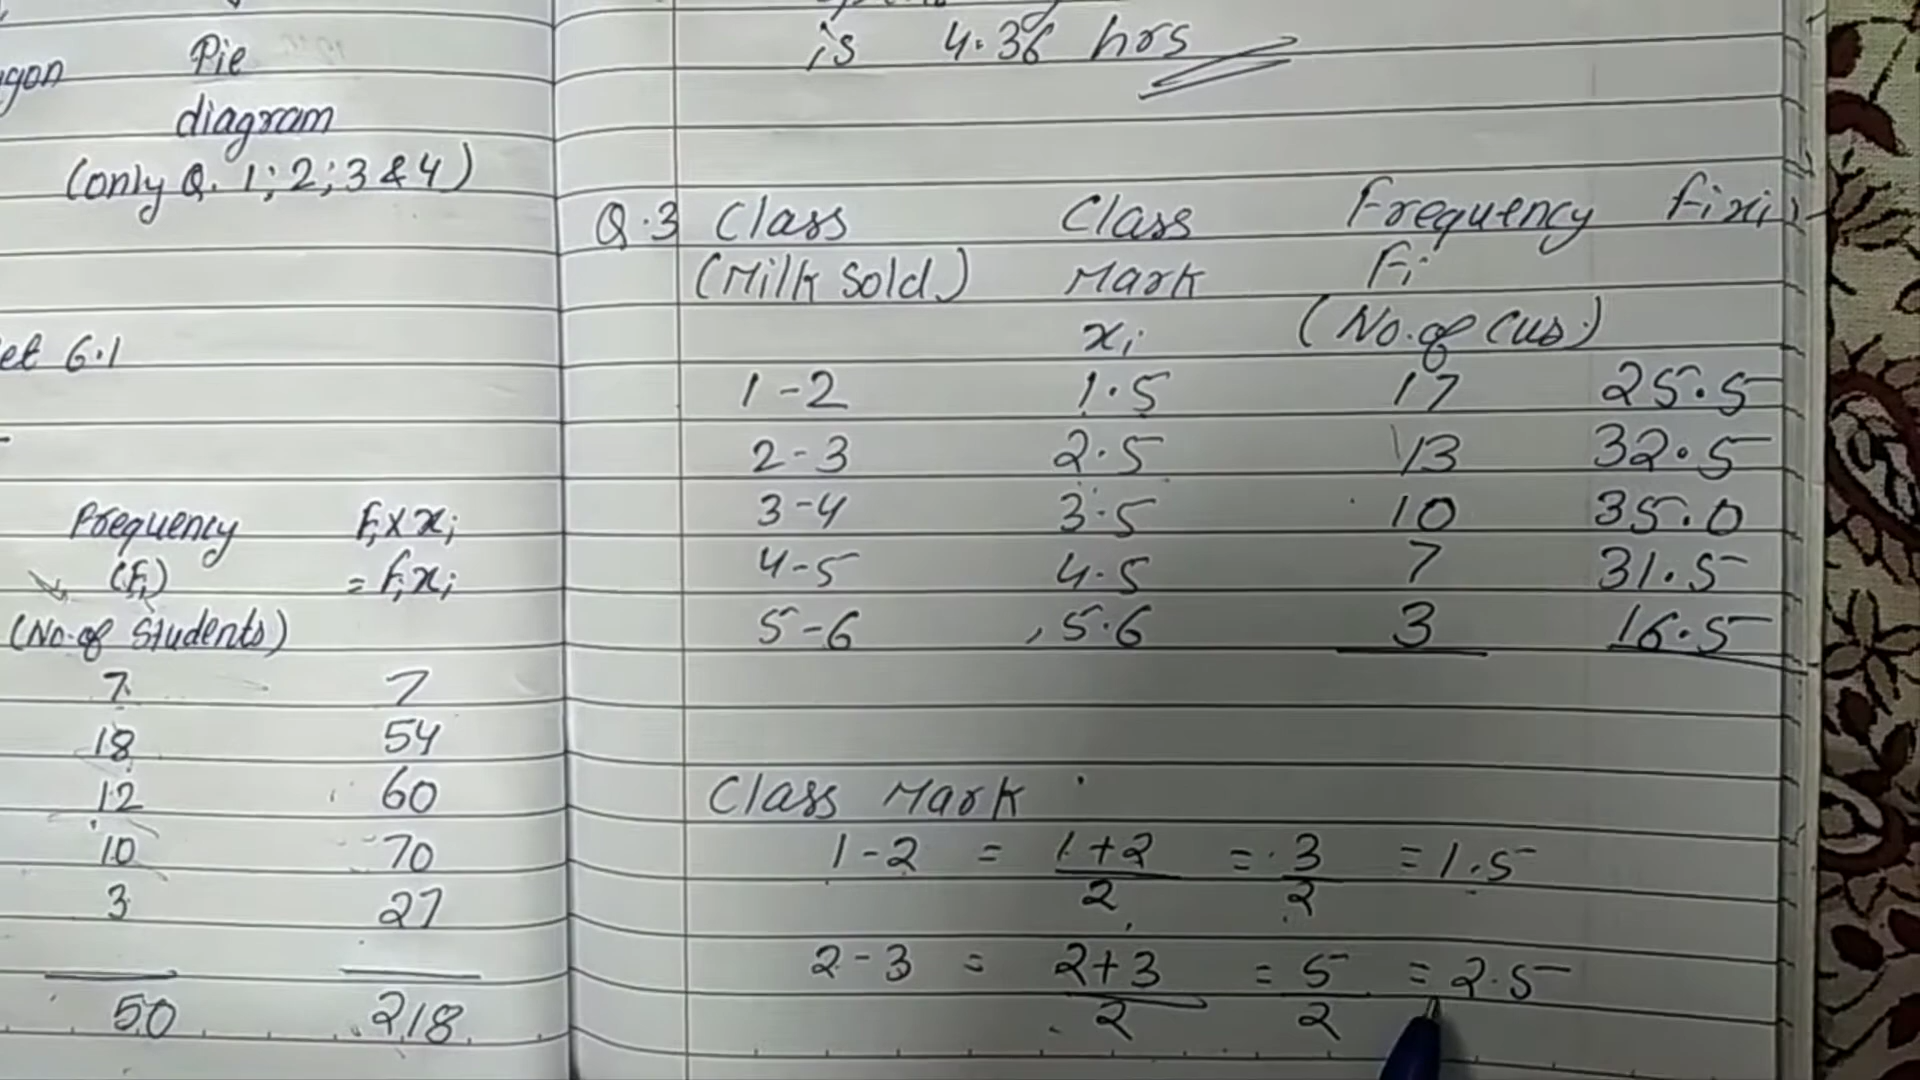 Pie
diagram
(only Q. 1; 2; 3 & 4)
6.1
Frequency Fi x xi
(Fi) = fixi
(No. of Students)
7 7
18 54
12 60
10 70
3 27
50 218
is 4.36 hrs
Q.3 Class Class Frequency fixi
(Milk Sold) Mark Fi
xi (No. of Cus.)
1-2 1.5 17 25.5
2-3 2.5 13 32.5
3-4 3.5 10 35.0
4-5 4.5 7 31.5
5-6 5.6 3 16.5
Class Mark
1-2 = 1+2/2 = 3/2 = 1.5
2-3 = 2+3/2 = 5/2 = 2.5